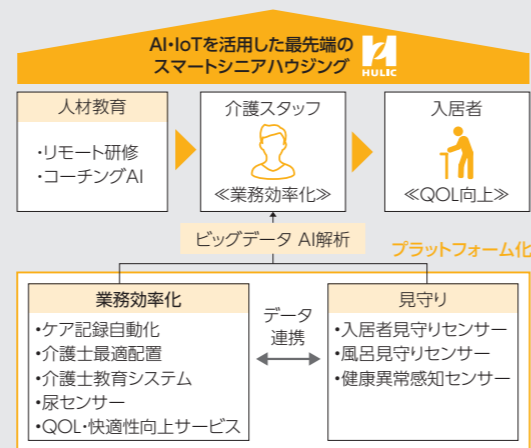 AI・IoTを活用した最先端の
スマートシニアハウジング
HULIC
人材教育
・リモート研修
・コーチングAI
介護スタッフ
≪業務効率化≫
入居者
≪QOL向上≫
ビッグデータ AI解析
プラットフォーム化
業務効率化
・ケア記録自動化
・介護士最適配置
・介護士教育システム
・尿センサー
・QOL・快適性向上サービス
データ
連携
見守り
・入居者見守りセンサー
・風呂見守りセンサー
・健康異常感知センサー